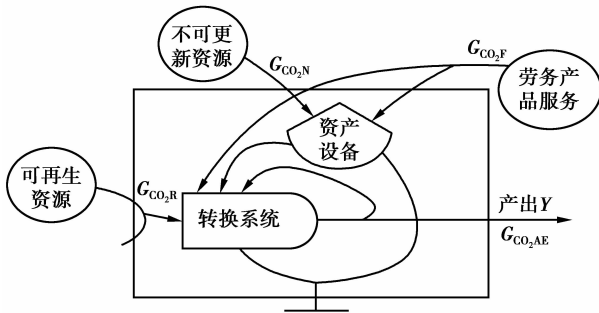 不可更
新资源
G_CO₂N
G_CO₂F
劳务产
品服务
资产
设备
可再生
资源
G_CO₂R
转换系统
产出Y
G_CO₂AE